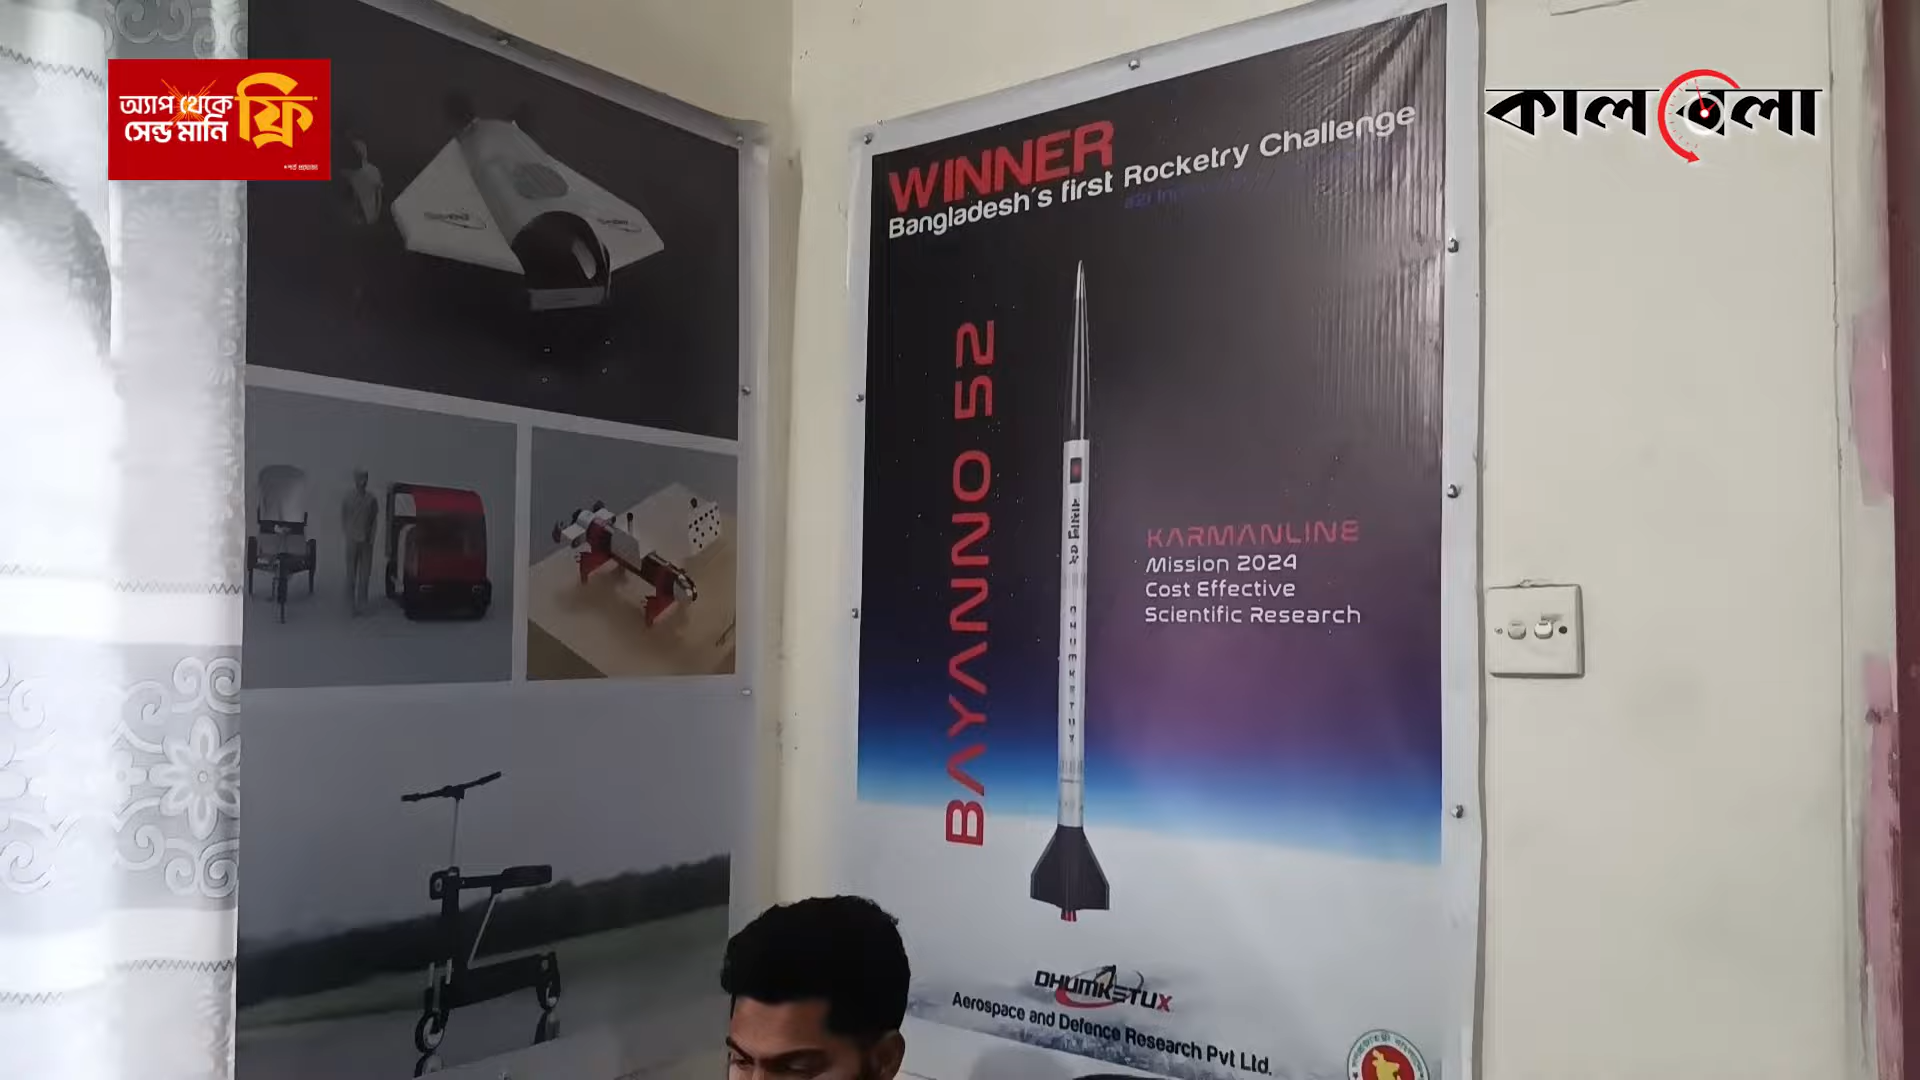 অ্যাপ থেকে
সেন্ড মানি
ফ্রি
কালবেলা
WINNER
Bangladesh's first Rocketry Challenge
BAYANNO 52
KARMANLINE
Mission 2024
Cost Effective
Scientific Research
DHUMKETUX
DHUMKETUX
Aerospace and Defence Research Pvt Ltd.